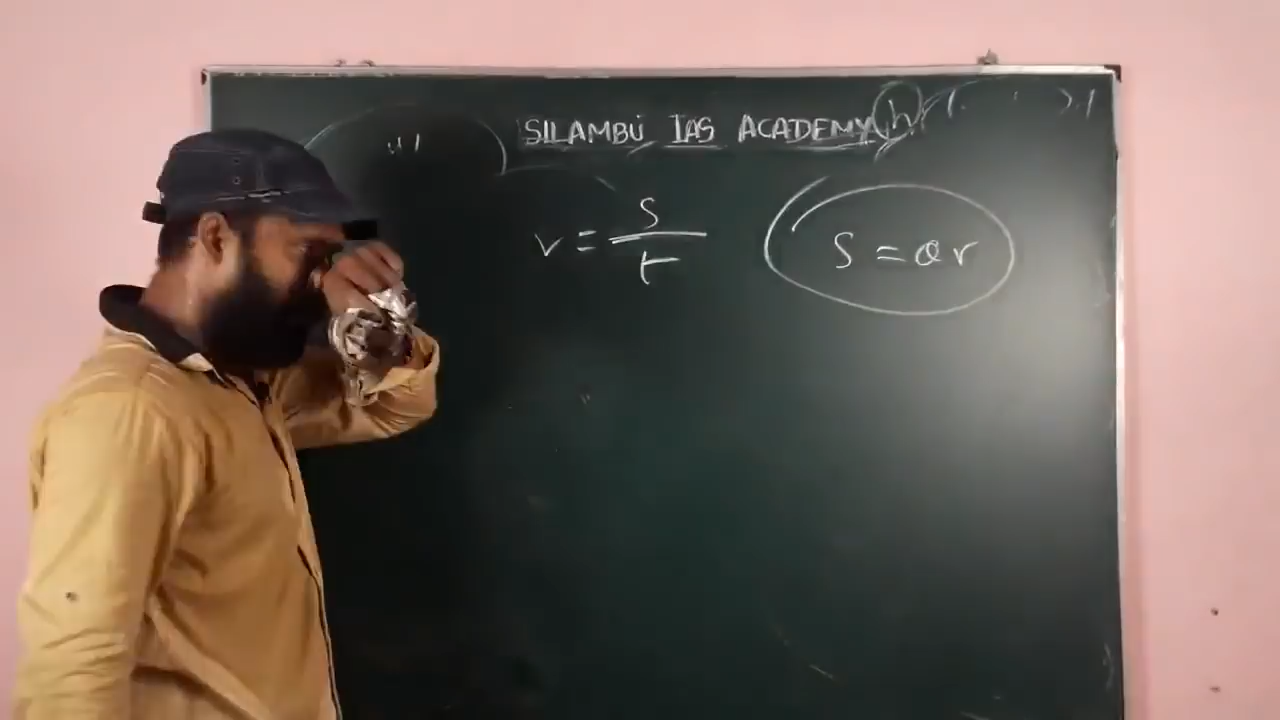 SILAMBU IAS ACADEMY
v = s/t
s = θr